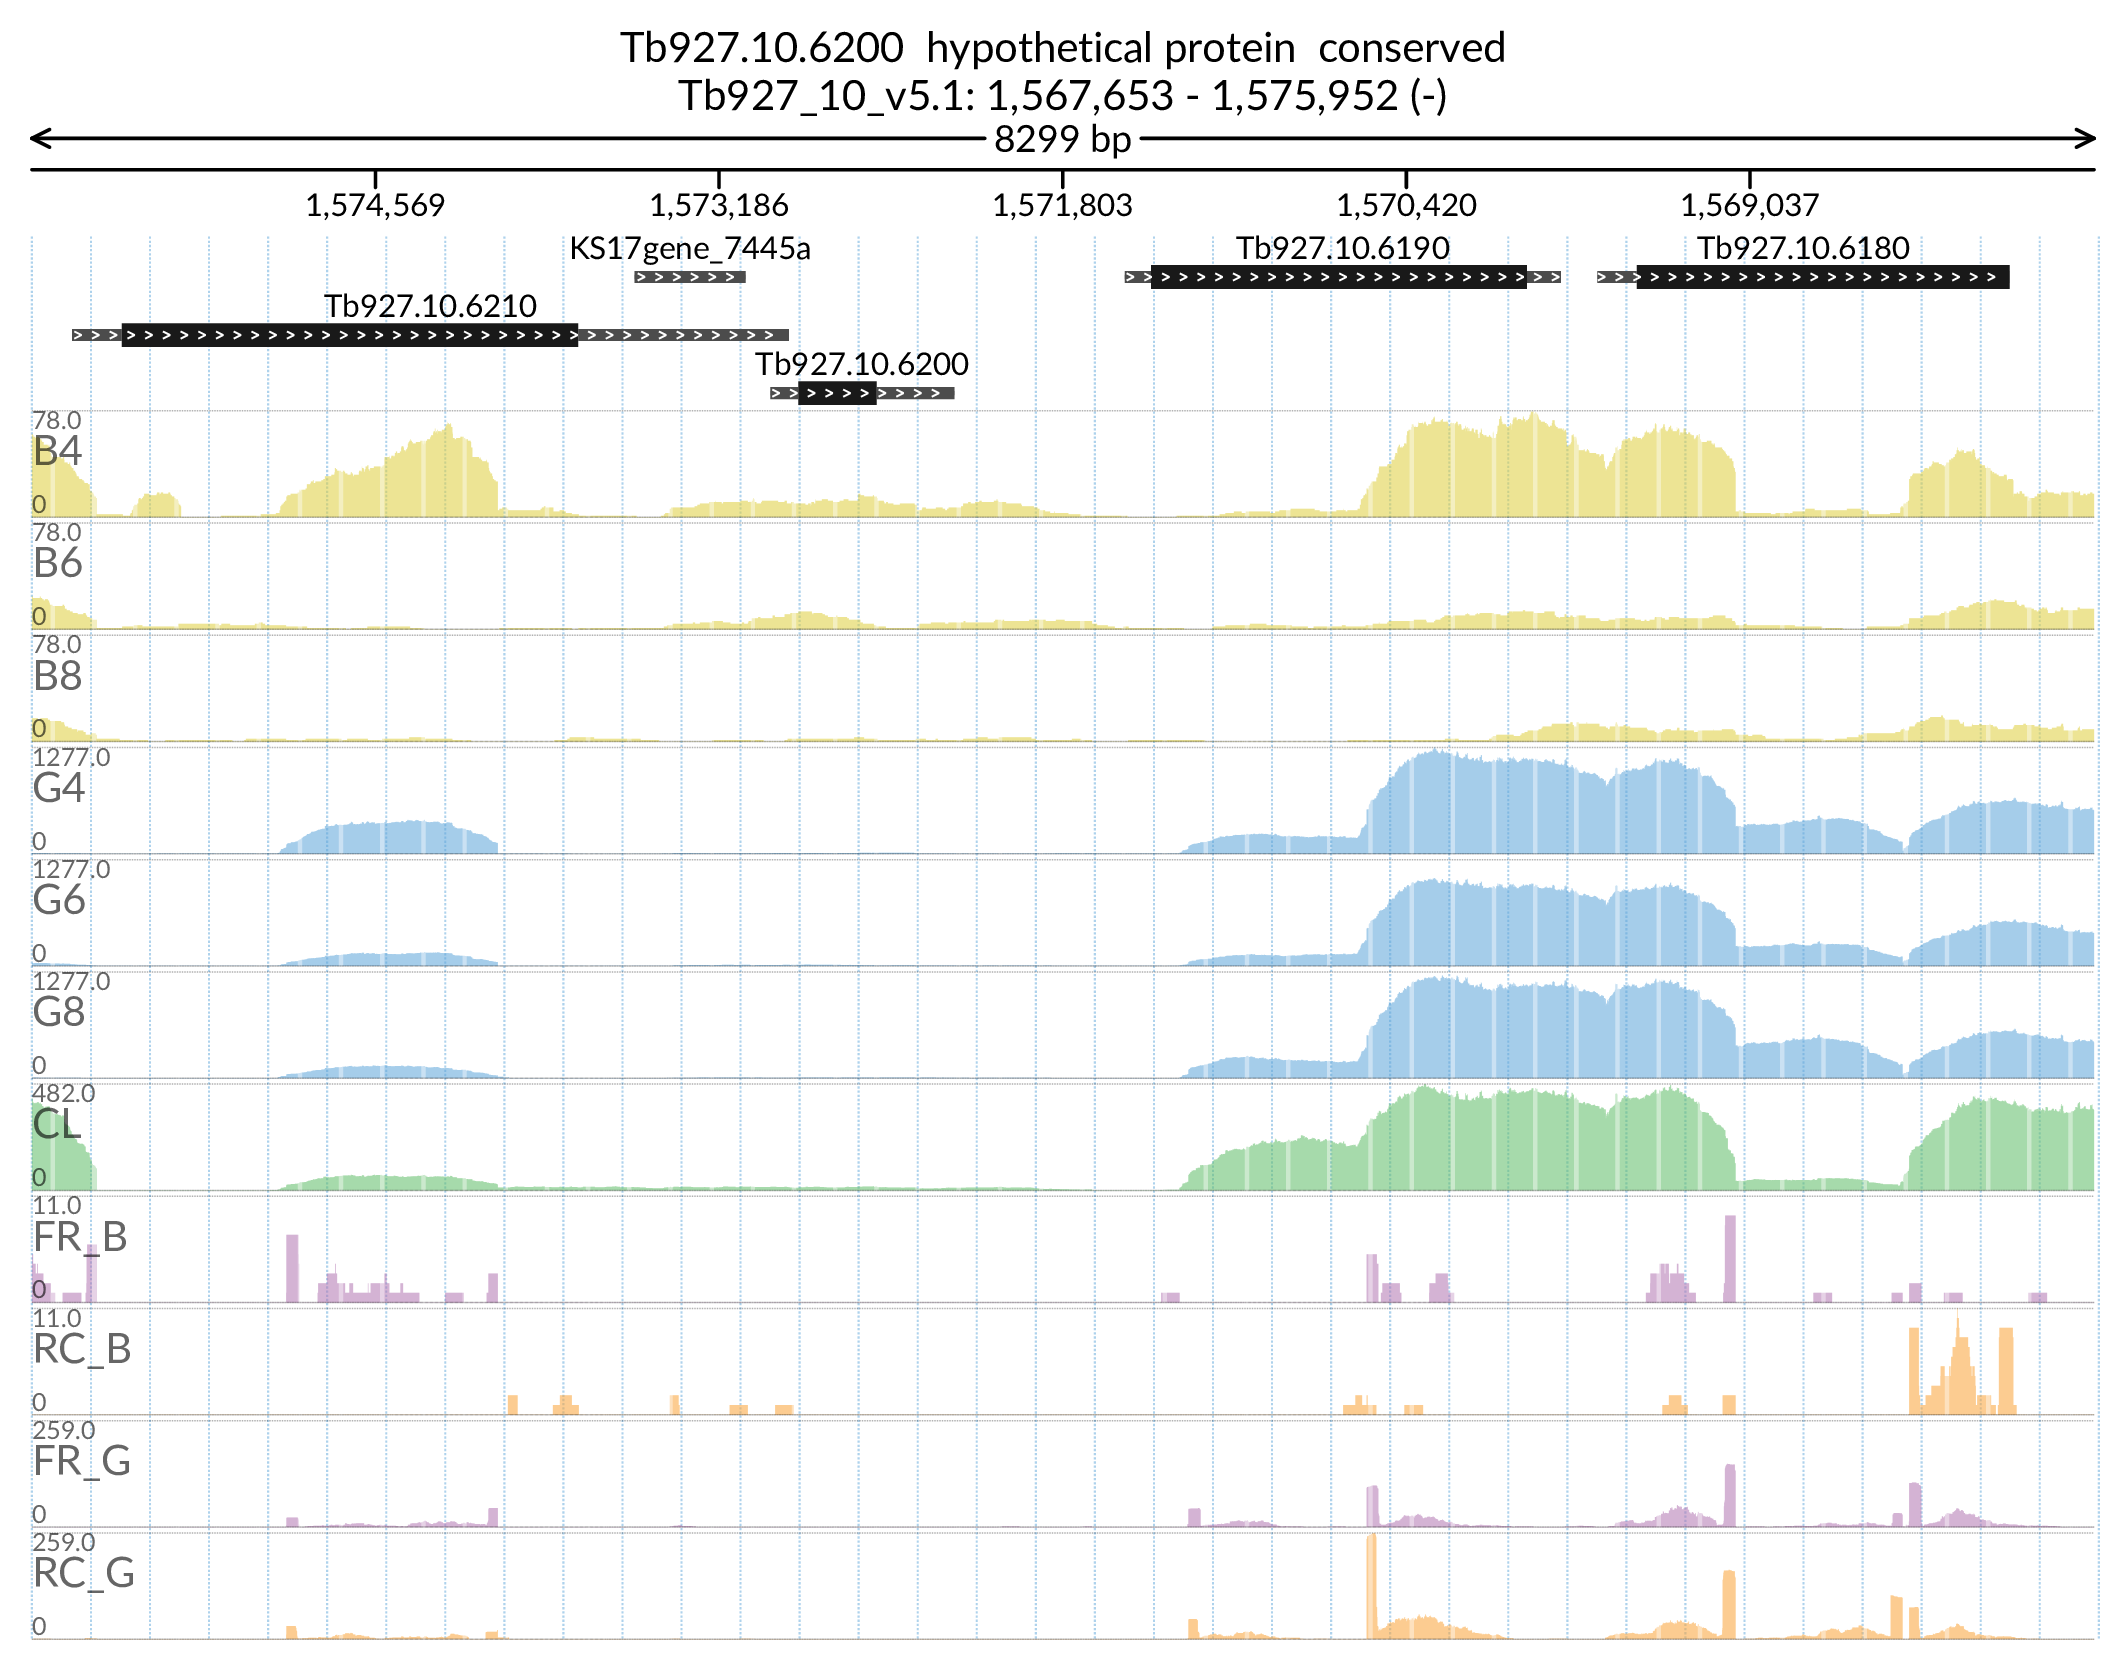 Tb927.10.6200  hypothetical protein  conserved
Tb927_10_v5.1: 1,567,653 - 1,575,952 (-)
8299 bp
1,574,569 1,573,186 1,571,803 1,570,420 1,569,037
KS17gene_7445a Tb927.10.6190 Tb927.10.6180
Tb927.10.6210
Tb927.10.6200
78.0
B4
0
78.0
B6
0
78.0
B8
0
1277.0
G4
0
1277.0
G6
0
1277.0
G8
0
482.0
CL
0
11.0
FR_B
0
11.0
RC_B
0
259.0
FR_G
0
259.0
RC_G
0